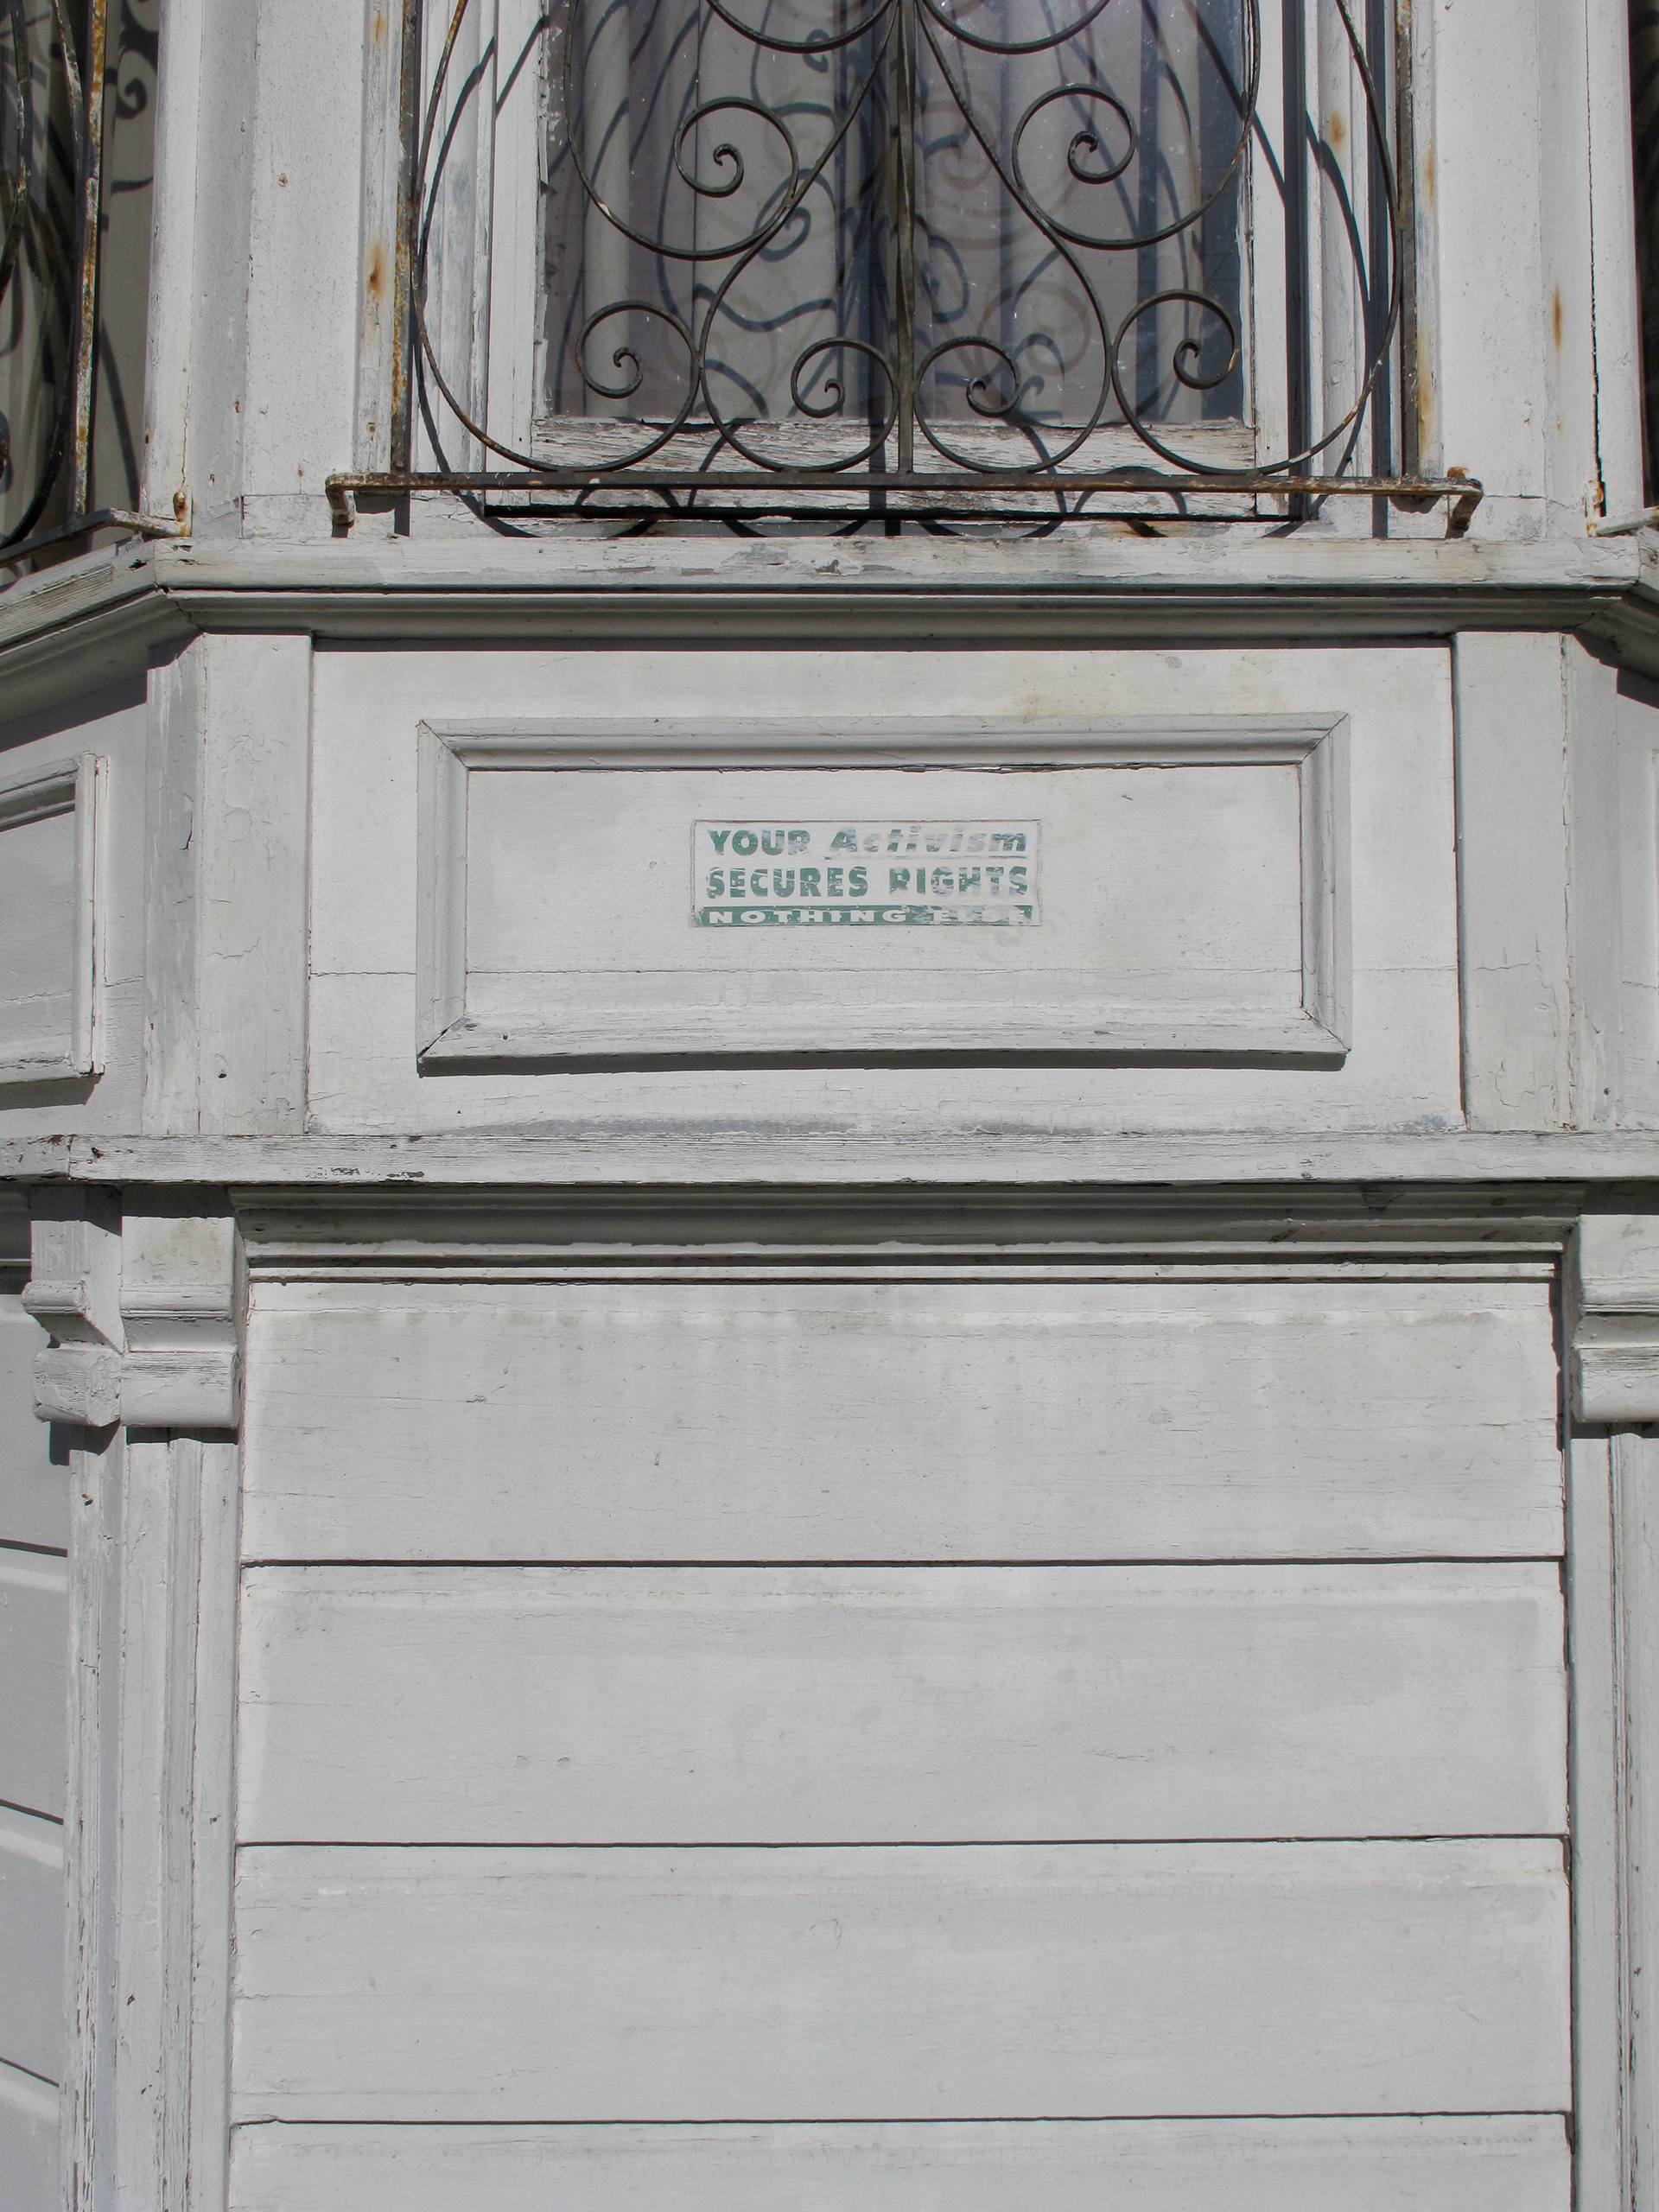 YOUR Activism
SECURES RIGHTS
NOTHING ELSE